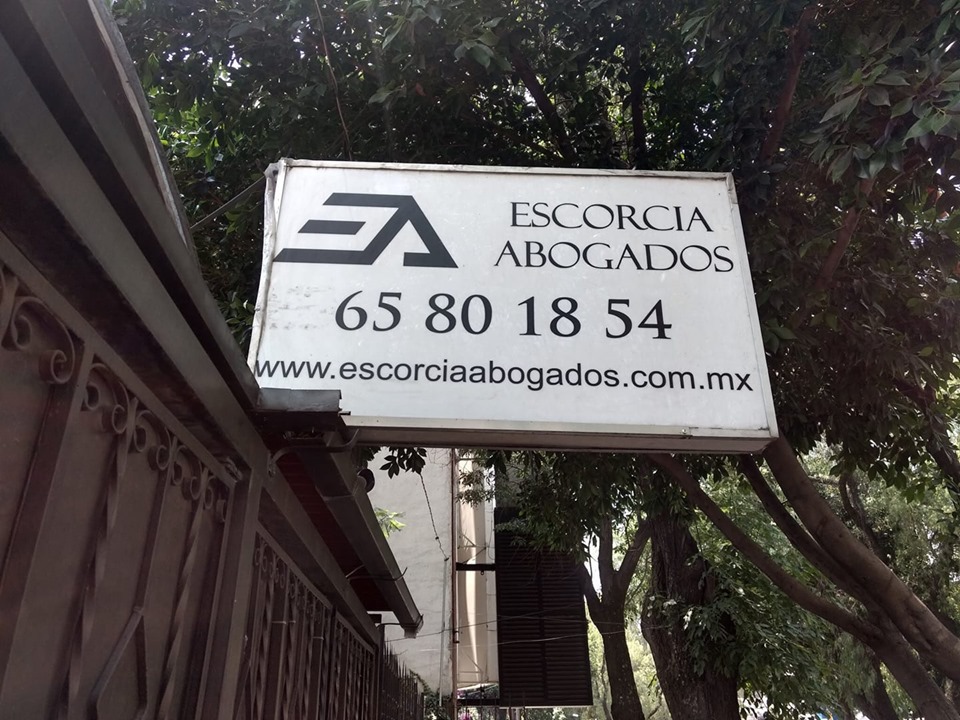 EA
ESCORCIA
ABOGADOS
65 80 18 54
www.escorciaabogados.com.mx